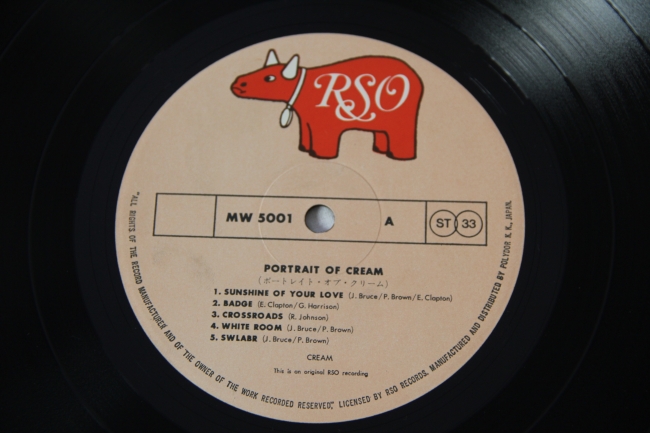 RSO
MW 5001 A ST 33
PORTRAIT OF CREAM
(ポートレイト・オブ・クリーム)
1. SUNSHINE OF YOUR LOVE (J. Bruce/P. Brown/E. Clapton)
2. BADGE (E. Clapton/G. Harrison)
3. CROSSROADS (R. Johnson)
4. WHITE ROOM (J. Bruce/P. Brown)
5. SWLABR (J. Bruce/P. Brown)
CREAM
This is an original RSO recording
"ALL RIGHTS OF THE RECORD MANUFACTURER AND OF THE OWNER OF THE WORK RECORDED RESERVED." LICENSED BY RSO RECORDS, MANUFACTURED AND DISTRIBUTED BY POLYDOR K. K., JAPAN.